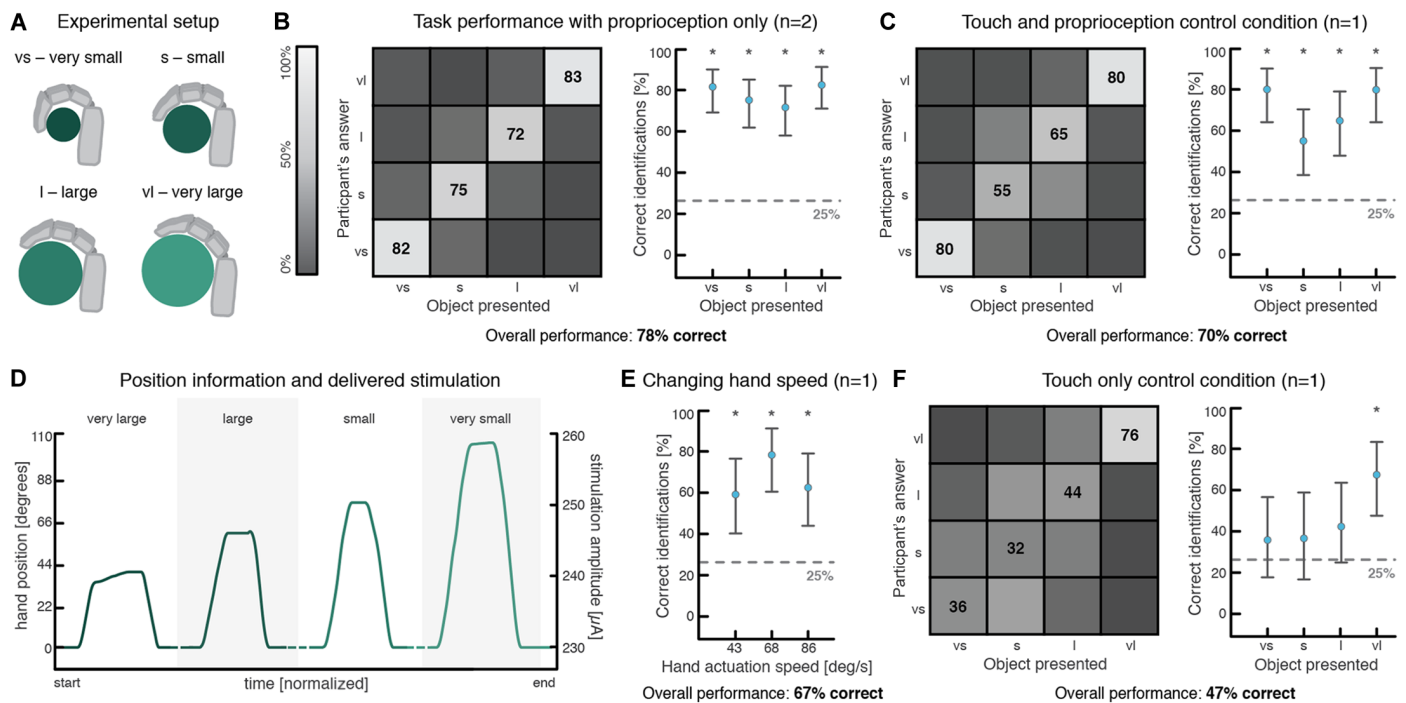 A Experimental setup
vs – very small
s – small
l – large
vl – very large
B Task performance with proprioception only (n=2)
100%
50%
0%
Particpant's answer
vl
l
s
vs
83
72
75
82
vs s l vl
Object presented
Correct identifications [%]
100
80
60
40
20
0
* * * *
25%
vs s l vl
Object presented
Overall performance: 78% correct
C Touch and proprioception control condition (n=1)
Particpant's answer
vl
l
s
vs
80
65
55
80
vs s l vl
Object presented
Correct identifications [%]
100
80
60
40
20
0
* * * *
25%
vs s l vl
Object presented
Overall performance: 70% correct
D Position information and delivered stimulation
very large large small very small
hand position [degrees]
110
88
66
44
22
0
260
250
240
230
stimulation amplitude [µA]
start time [normalized] end
E Changing hand speed (n=1)
Correct identifications [%]
100
80
60
40
20
0
* * *
25%
43 68 86
Hand actuation speed [deg/s]
Overall performance: 67% correct
F Touch only control condition (n=1)
Particpant's answer
vl
l
s
vs
76
44
32
36
vs s l vl
Object presented
Correct identifications [%]
100
80
60
40
20
0
*
25%
vs s l vl
Object presented
Overall performance: 47% correct